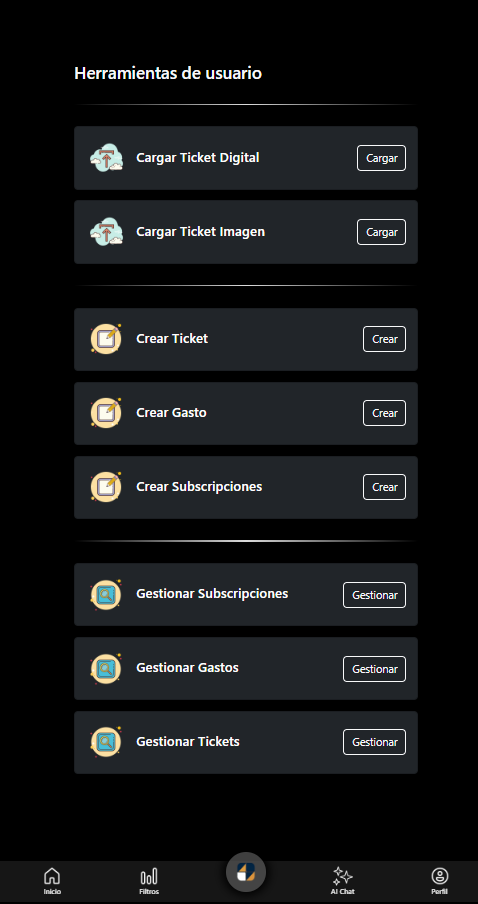 Herramientas de usuario
Cargar Ticket Digital
Cargar
Cargar Ticket Imagen
Cargar
Crear Ticket
Crear
Crear Gasto
Crear
Crear Subscripciones
Crear
Gestionar Subscripciones
Gestionar
Gestionar Gastos
Gestionar
Gestionar Tickets
Gestionar
Inicio
Filtros
AI Chat
Perfil